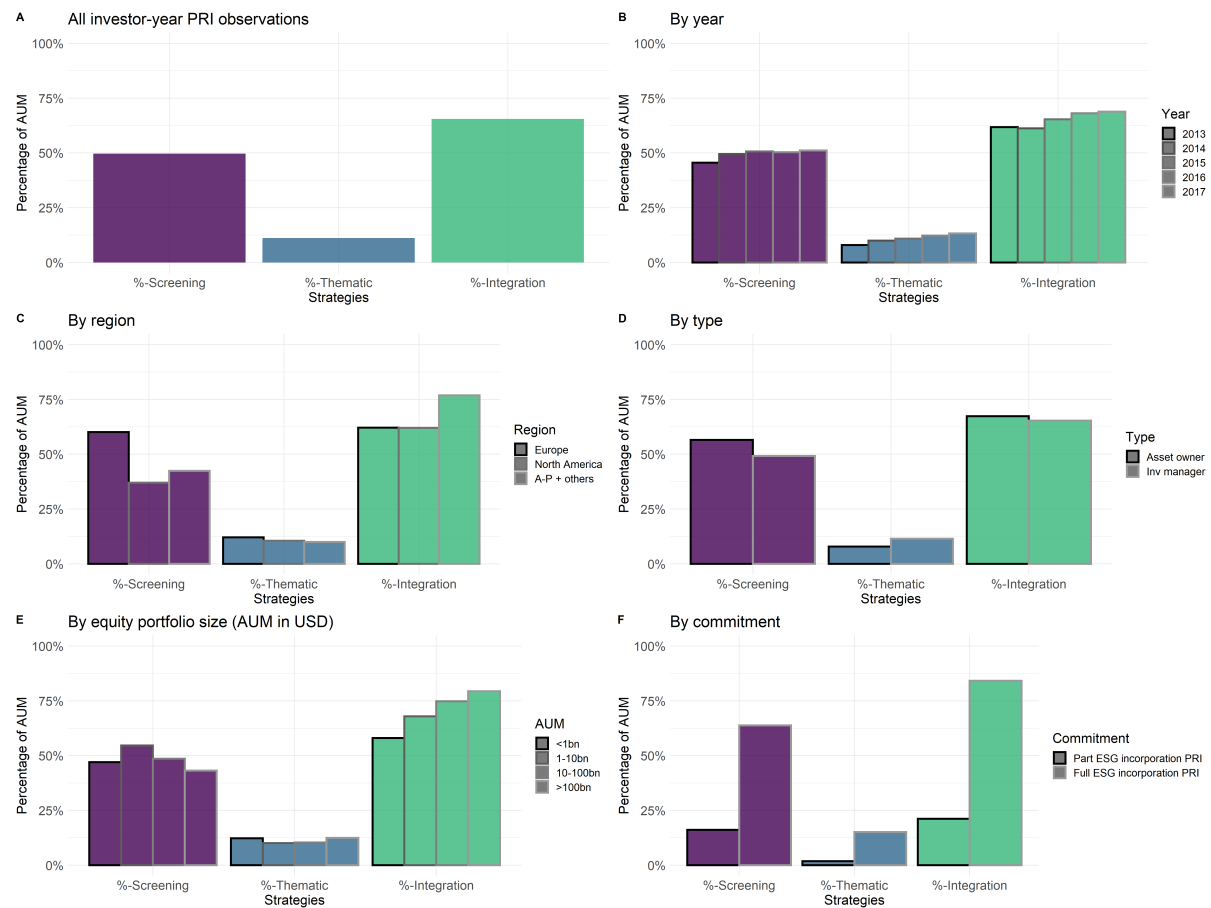 A
All investor-year PRI observations
Percentage of AUM
100%
75%
50%
25%
0%
%-Screening
%-Thematic
%-Integration
Strategies
B
By year
Percentage of AUM
100%
75%
50%
25%
0%
%-Screening
%-Thematic
%-Integration
Strategies
Year
2013
2014
2015
2016
2017
C
By region
Percentage of AUM
100%
75%
50%
25%
0%
%-Screening
%-Thematic
%-Integration
Strategies
Region
Europe
North America
A-P + others
D
By type
Percentage of AUM
100%
75%
50%
25%
0%
%-Screening
%-Thematic
%-Integration
Strategies
Type
Asset owner
Inv manager
E
By equity portfolio size (AUM in USD)
Percentage of AUM
100%
75%
50%
25%
0%
%-Screening
%-Thematic
%-Integration
Strategies
AUM
<1bn
1-10bn
10-100bn
>100bn
F
By commitment
Percentage of AUM
100%
75%
50%
25%
0%
%-Screening
%-Thematic
%-Integration
Strategies
Commitment
Part ESG incorporation PRI
Full ESG incorporation PRI